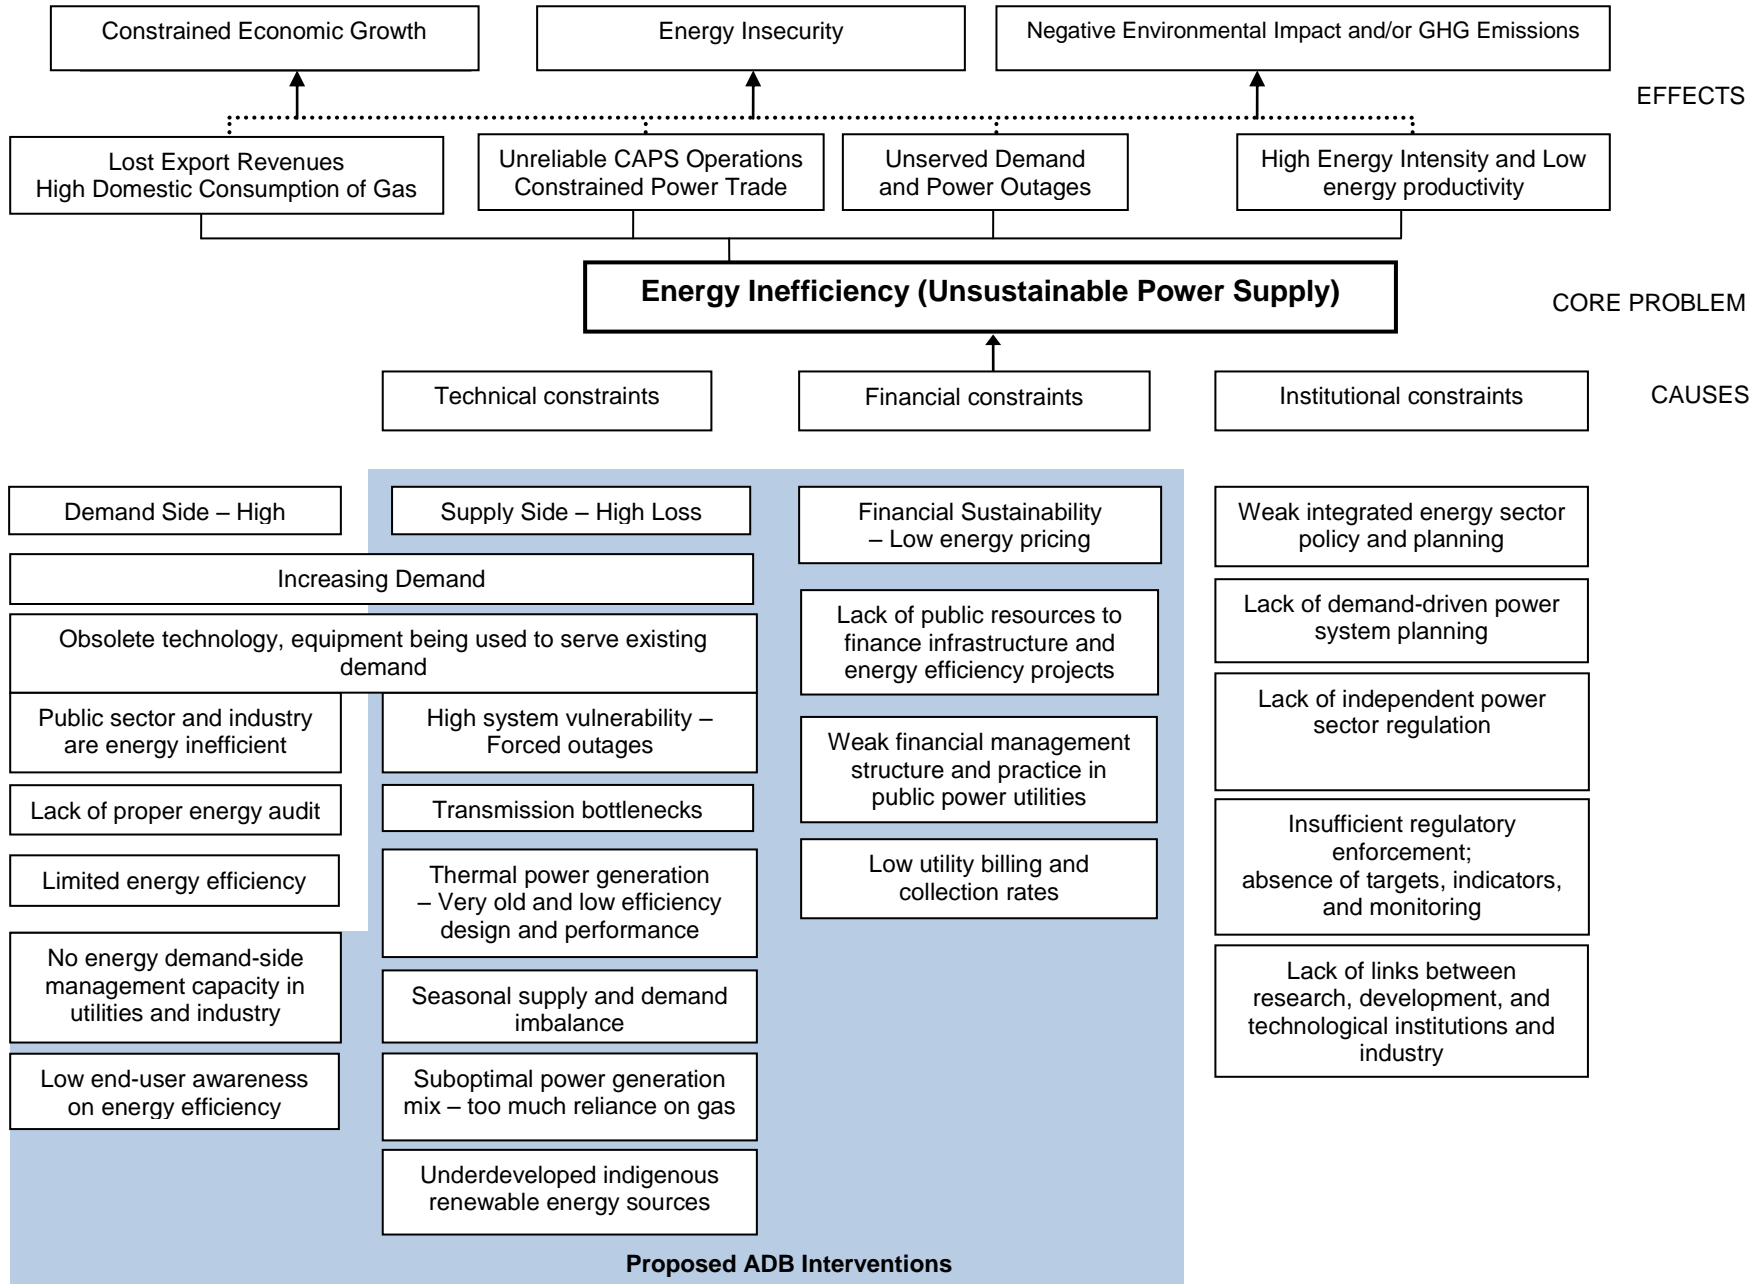 Constrained Economic Growth
Energy Insecurity
Negative Environmental Impact and/or GHG Emissions
EFFECTS
Lost Export Revenues
High Domestic Consumption of Gas
Unreliable CAPS Operations
Constrained Power Trade
Unserved Demand
and Power Outages
High Energy Intensity and Low
energy productivity
Energy Inefficiency (Unsustainable Power Supply)
CORE PROBLEM
Technical constraints
Financial constraints
Institutional constraints
CAUSES
Demand Side – High
Supply Side – High Loss
Increasing Demand
Obsolete technology, equipment being used to serve existing
demand
Public sector and industry
are energy inefficient
Lack of proper energy audit
Limited energy efficiency
No energy demand-side
management capacity in
utilities and industry
Low end-user awareness
on energy efficiency
High system vulnerability –
Forced outages
Transmission bottlenecks
Thermal power generation
– Very old and low efficiency
design and performance
Seasonal supply and demand
imbalance
Suboptimal power generation
mix – too much reliance on gas
Underdeveloped indigenous
renewable energy sources
Financial Sustainability
– Low energy pricing
Lack of public resources to
finance infrastructure and
energy efficiency projects
Weak financial management
structure and practice in
public power utilities
Low utility billing and
collection rates
Weak integrated energy sector
policy and planning
Lack of demand-driven power
system planning
Lack of independent power
sector regulation
Insufficient regulatory
enforcement;
absence of targets, indicators,
and monitoring
Lack of links between
research, development, and
technological institutions and
industry
Proposed ADB Interventions